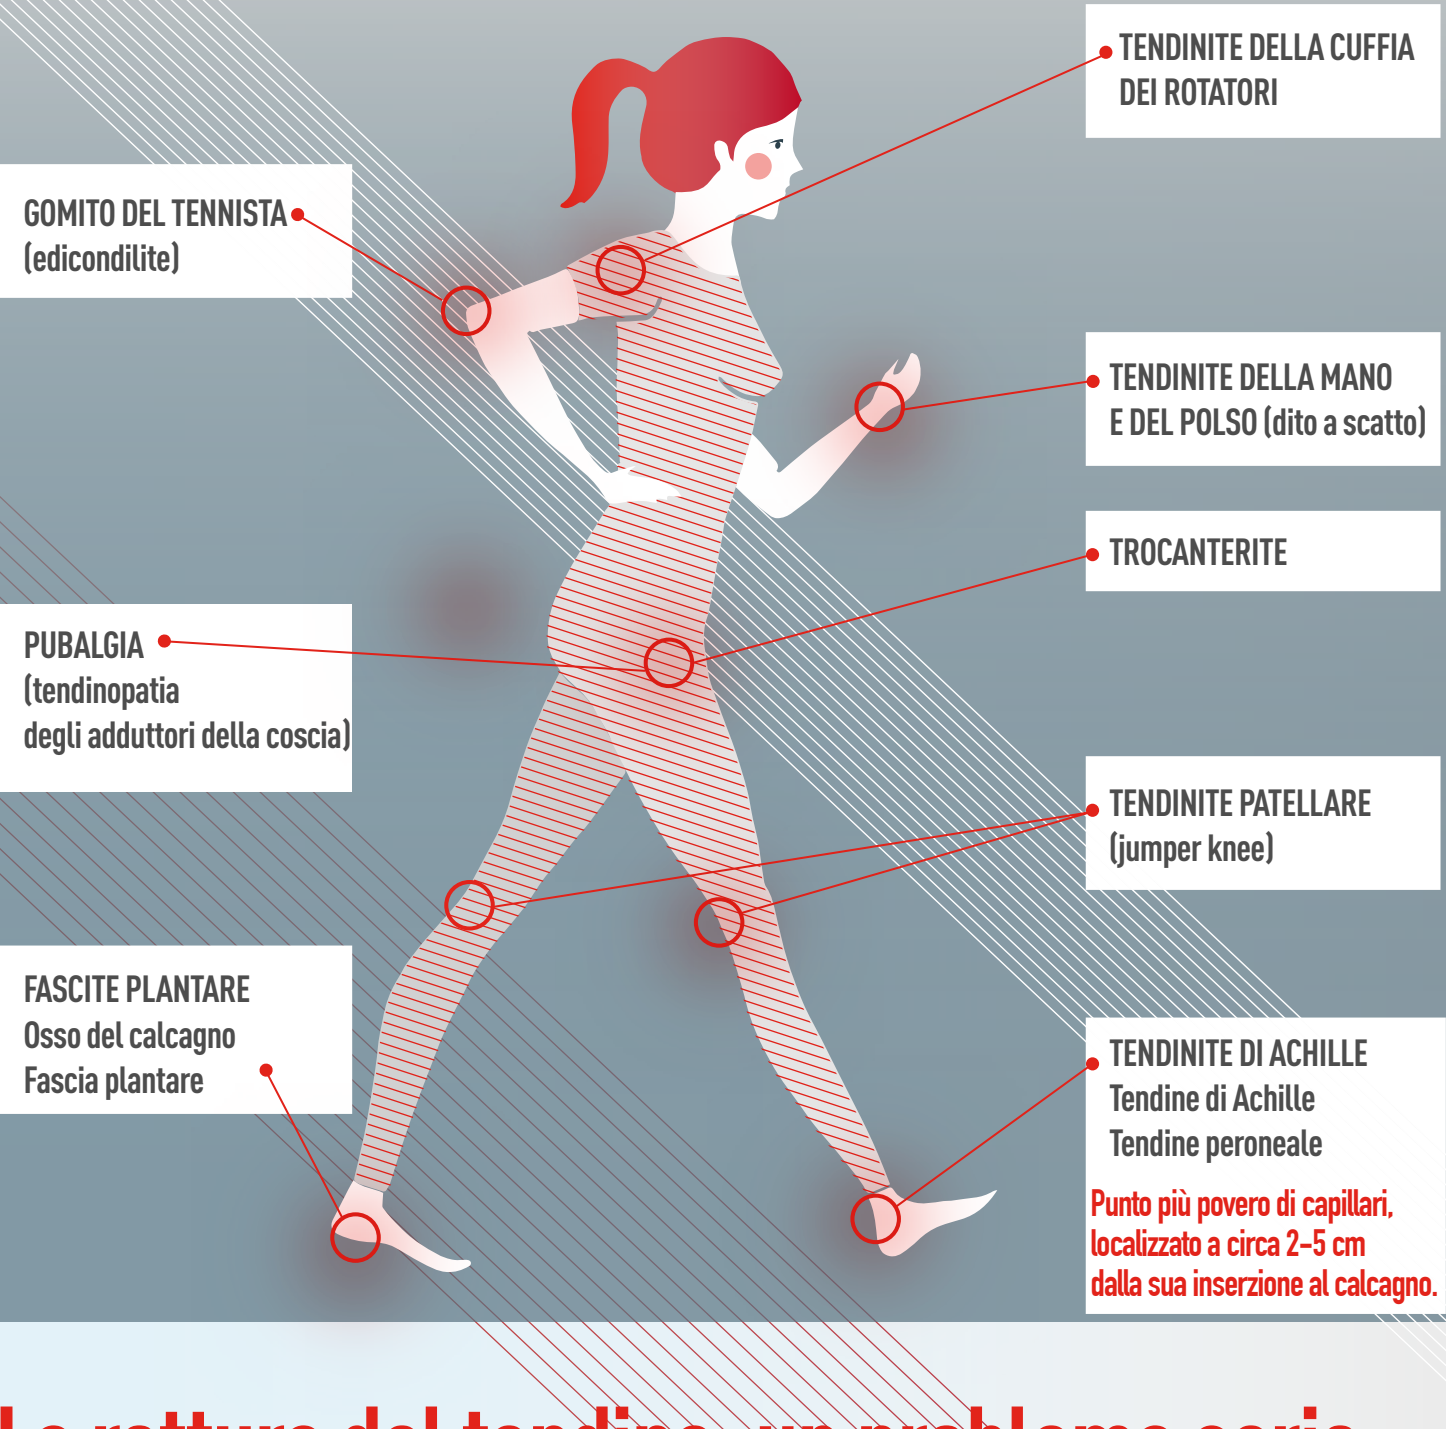 TENDINITE DELLA CUFFIA
DEI ROTATORI
GOMITO DEL TENNISTA
(edicondilite)
TENDINITE DELLA MANO
E DEL POLSO (dito a scatto)
TROCANTERITE
PUBALGIA
(tendinopatia
degli adduttori della coscia)
TENDINITE PATELLARE
(jumper knee)
FASCITE PLANTARE
Osso del calcagno
Fascia plantare
TENDINITE DI ACHILLE
Tendine di Achille
Tendine peroneale
Punto più povero di capillari,
localizzato a circa 2-5 cm
dalla sua inserzione al calcagno.